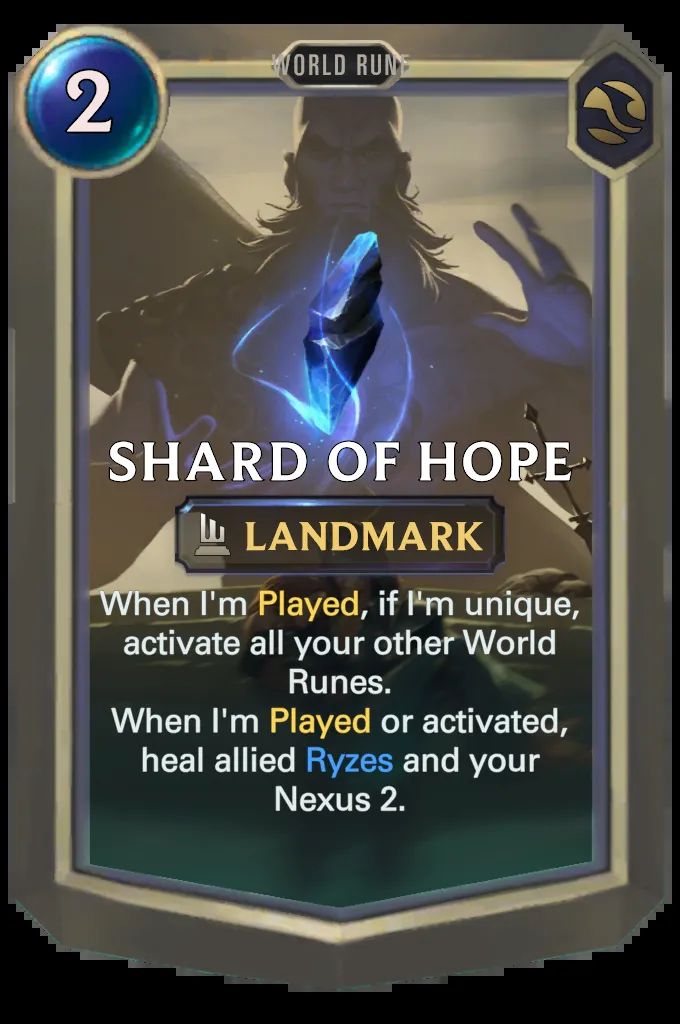 WORLD RUNE
2
SHARD OF HOPE
LANDMARK
When I'm Played, if I'm unique,
activate all your other World
Runes.
When I'm Played or activated,
heal allied Ryzes and your
Nexus 2.